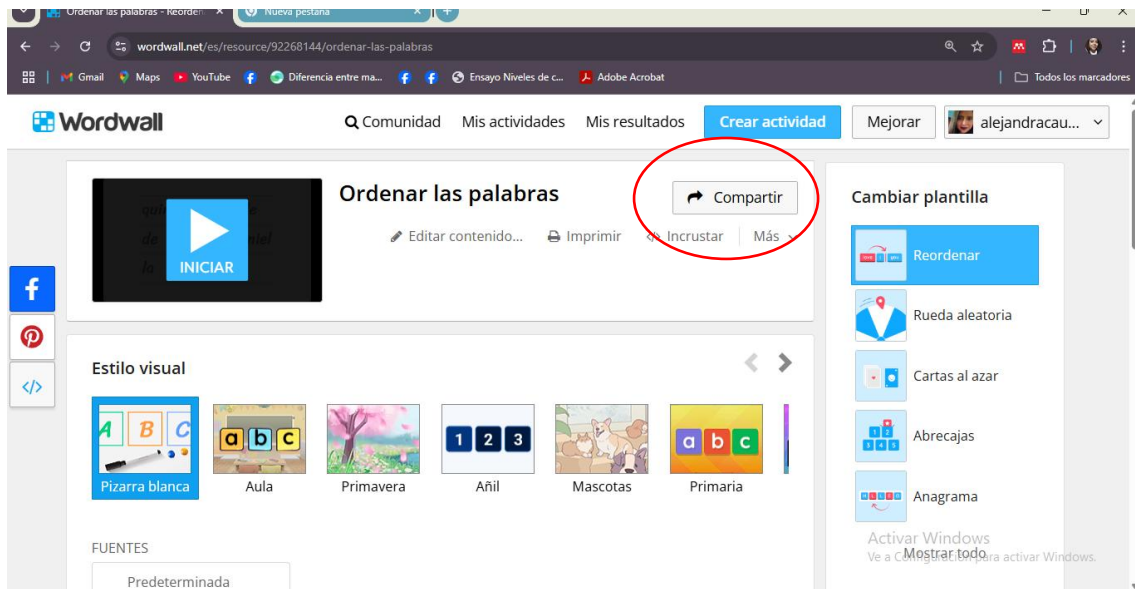 Ordenar las palabras - Reorden
Nueva pestaña
wordwall.net/es/resource/92268144/ordenar-las-palabras
Gmail Maps YouTube Diferencia entre ma... Ensayo Niveles de c... Adobe Acrobat Todos los marcadores
Wordwall Comunidad Mis actividades Mis resultados Crear actividad Mejorar alejandracau...
INICIAR
Ordenar las palabras
Compartir
Editar contenido... Imprimir Incrustar Más
Estilo visual
A B C
a b c
1 2 3
a b c
Pizarra blanca Aula Primavera Añil Mascotas Primaria
FUENTES
Predeterminada
Cambiar plantilla
Reordenar
Rueda aleatoria
Cartas al azar
Abrecajas
Anagrama
Mostrar todo
Activar Windows
Ve a Configuración para activar Windows.